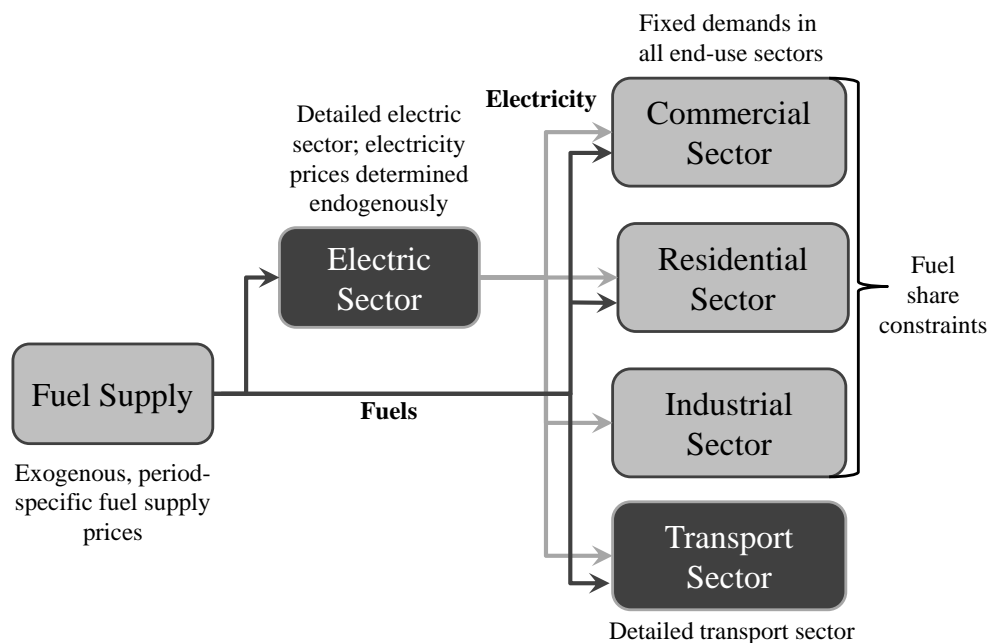 Fixed demands in
all end-use sectors
Electricity
Commercial
Sector
Detailed electric
sector; electricity
prices determined
endogenously
Electric
Sector
Residential
Sector
Fuel
share
constraints
Fuel Supply
Fuels
Industrial
Sector
Exogenous, period-
specific fuel supply
prices
Transport
Sector
Detailed transport sector